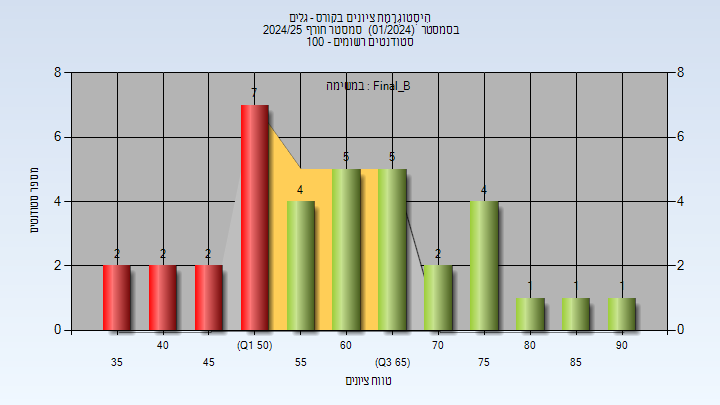 היסטוגרמת ציונים בקורס - גלים
בסמסטר (01/2024) סמסטר חורף 2024/25
סטודנטים רשומים - 100
במשימה : Final_B
8 8
7
6 6
5 5
4 4
4 4
2 2 2 2
2 2
1 1 1
0 0
מספר סטודנטים
40 (Q1 50) 60 70 80 90
35 45 55 (Q3 65) 75 85
טווח ציונים